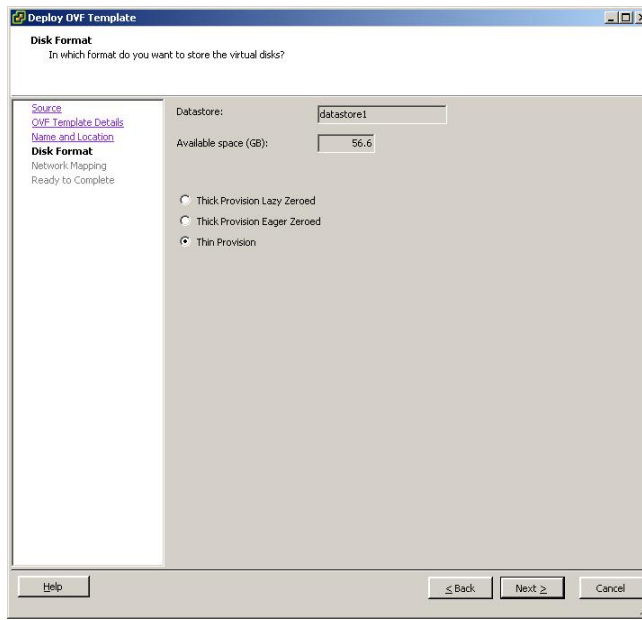 Deploy OVF Template
Disk Format
In which format do you want to store the virtual disks?
Source
OVF Template Details
Name and Location
Disk Format
Network Mapping
Ready to Complete
Datastore:
datastore1
Available space (GB):
56.6
Thick Provision Lazy Zeroed
Thick Provision Eager Zeroed
Thin Provision
Help
< Back
Next >
Cancel